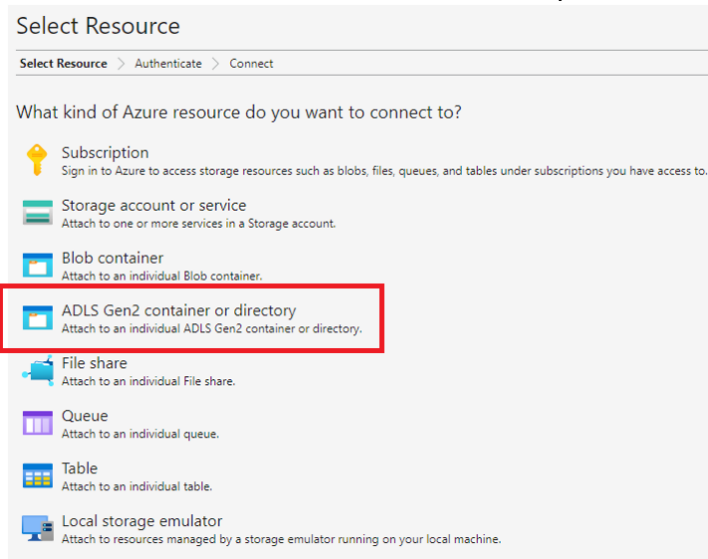 Select Resource
Select Resource > Authenticate > Connect
What kind of Azure resource do you want to connect to?
Subscription
Sign in to Azure to access storage resources such as blobs, files, queues, and tables under subscriptions you have access to.
Storage account or service
Attach to one or more services in a Storage account.
Blob container
Attach to an individual Blob container.
ADLS Gen2 container or directory
Attach to an individual ADLS Gen2 container or directory.
File share
Attach to an individual File share.
Queue
Attach to an individual queue.
Table
Attach to an individual table.
Local storage emulator
Attach to resources managed by a storage emulator running on your local machine.